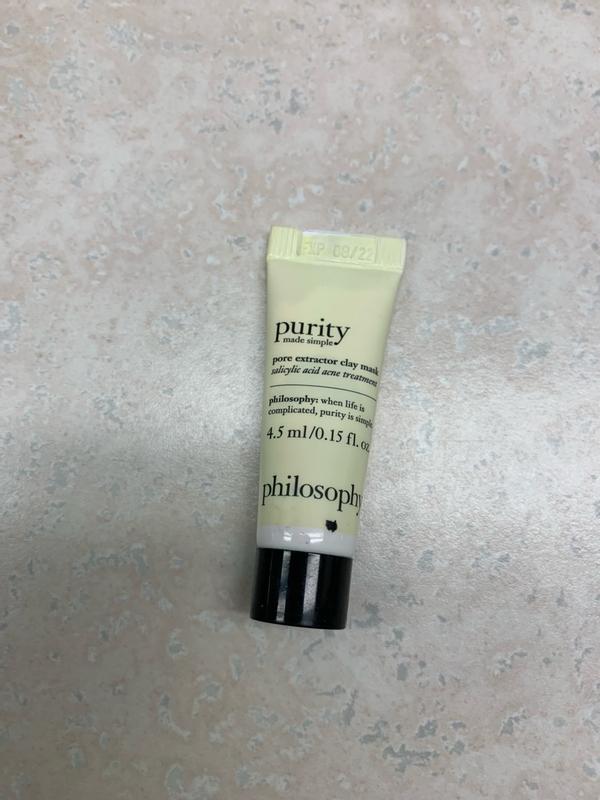 EXP 08/22
purity
made simple
pore extractor clay mask
salicylic acid acne treatment
philosophy: when life is
complicated, purity is simple
4.5 ml/0.15 fl. oz
philosophy